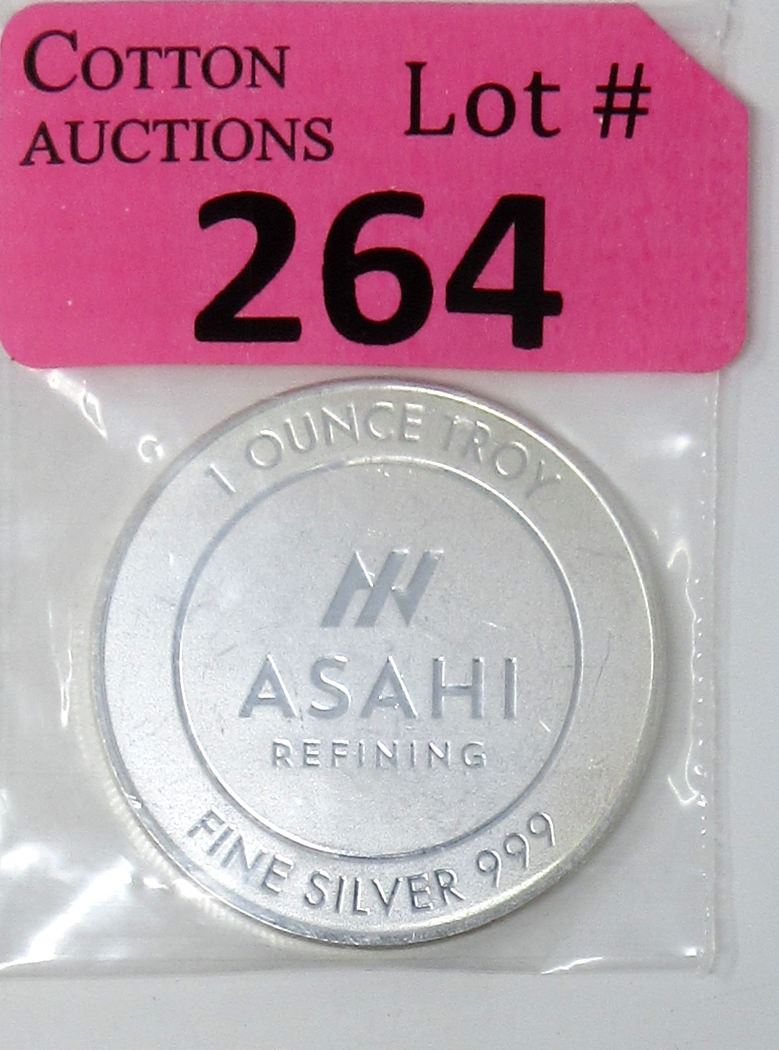 COTTON
AUCTIONS
Lot #
264
1 OUNCE TROY
ASAHI
REFINING
FINE SILVER 999